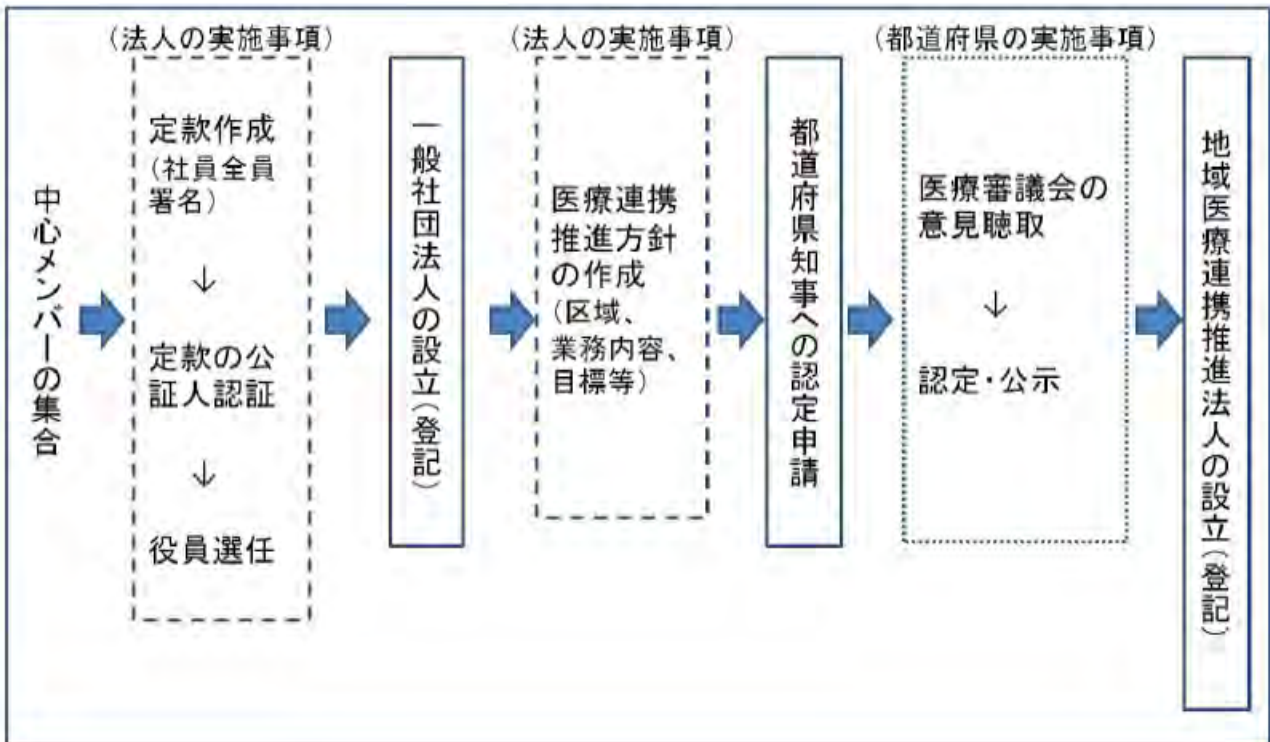 中心メンバーの集合
（法人の実施事項）
定款作成
（社員全員
署名）
↓
定款の公
証人認証
↓
役員選任
一般社団法人の設立（登記）
（法人の実施事項）
医療連携
推進方針
の作成
（区域、
業務内容、
目標等）
都道府県知事への認定申請
（都道府県の実施事項）
医療審議会の
意見聴取
↓
認定・公示
地域医療連携推進法人の設立（登記）